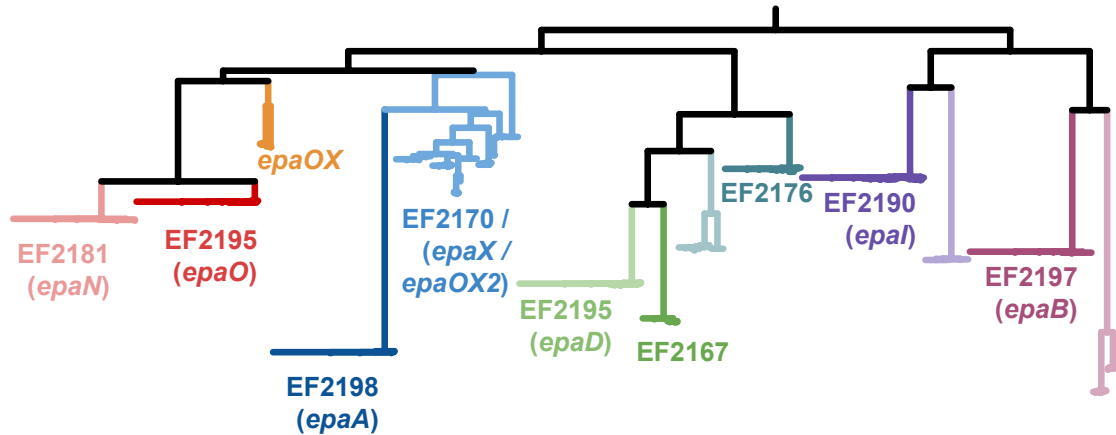 epaOX
EF2181
(epaN)
EF2195
(epaO)
EF2170 /
(epaX /
epaOX2)
EF2198
(epaA)
EF2195
(epaD)
EF2167
EF2176
EF2190
(epaI)
EF2197
(epaB)